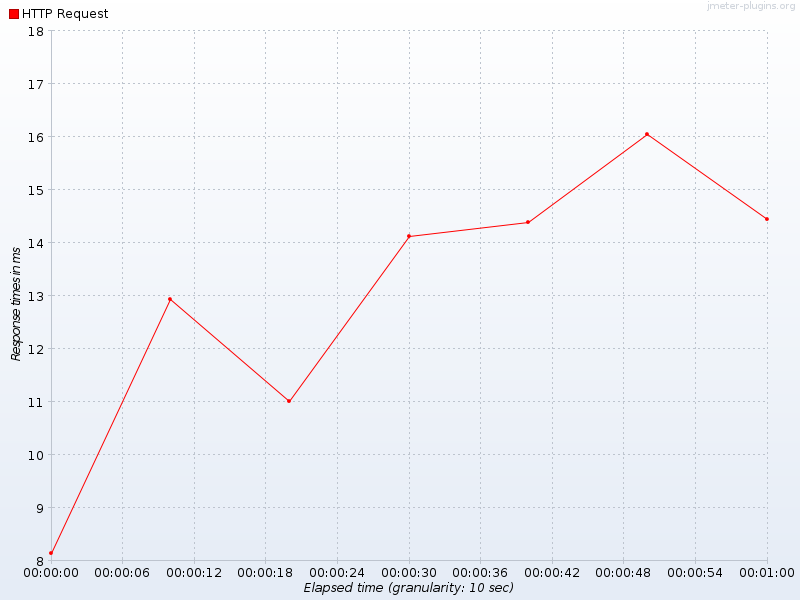 jmeter-plugins.org
HTTP Request
18
17
16
15
14
13
12
11
10
9
8
Response times in ms
00:00:00 00:00:06 00:00:12 00:00:18 00:00:24 00:00:30 00:00:36 00:00:42 00:00:48 00:00:54 00:01:00
Elapsed time (granularity: 10 sec)